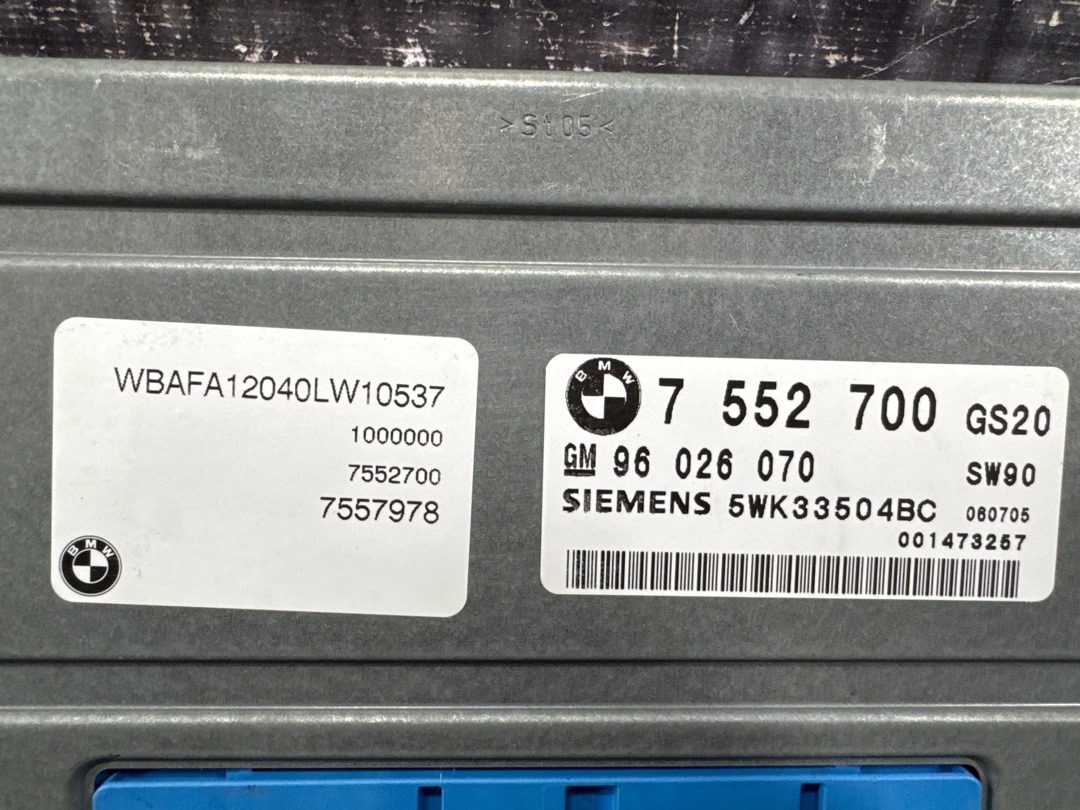 >St05<
WBAFA12040LW10537
1000000
7552700
7557978
BMW
BMW 7 552 700 GS20
GM 96 026 070 SW90
SIEMENS 5WK33504BC 060705
001473257